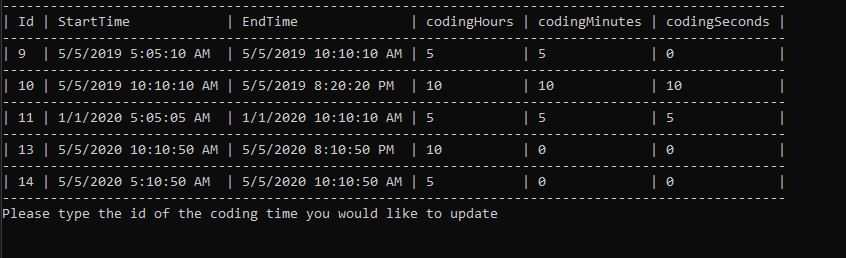 | Id | StartTime | EndTime | codingHours | codingMinutes | codingSeconds |
| 9 | 5/5/2019 5:05:10 AM | 5/5/2019 10:10:10 AM | 5 | 5 | 0 |
| 10 | 5/5/2019 10:10:10 AM | 5/5/2019 8:20:20 PM | 10 | 10 | 10 |
| 11 | 1/1/2020 5:05:05 AM | 1/1/2020 10:10:10 AM | 5 | 5 | 5 |
| 13 | 5/5/2020 10:10:50 AM | 5/5/2020 8:10:50 PM | 10 | 0 | 0 |
| 14 | 5/5/2020 5:10:50 AM | 5/5/2020 10:10:50 AM | 5 | 0 | 0 |
Please type the id of the coding time you would like to update